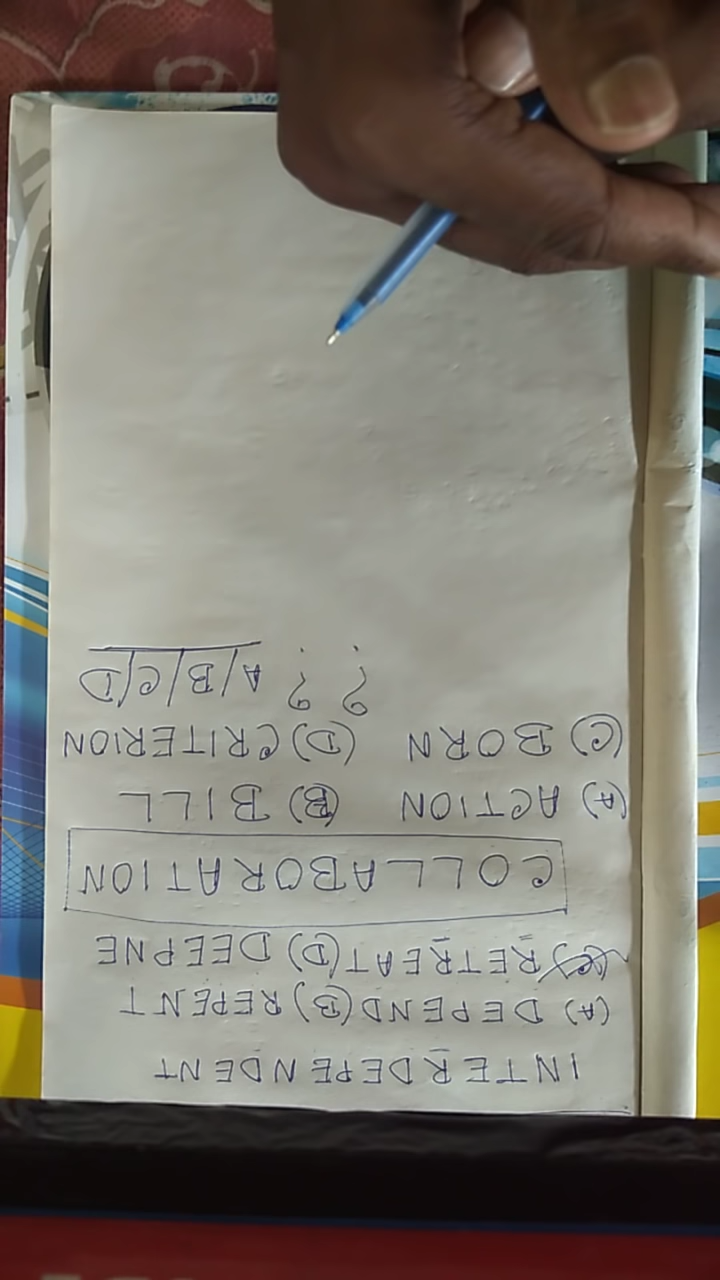 INTERDEPENDENT
(A) DEPEND (B) REPENT
(C) RETREAT (D) DEEPNE
COLLABORATION
(A) ACTION (B) BILL
(C) BORN (D) CRITERION
? ? A/B/C/D